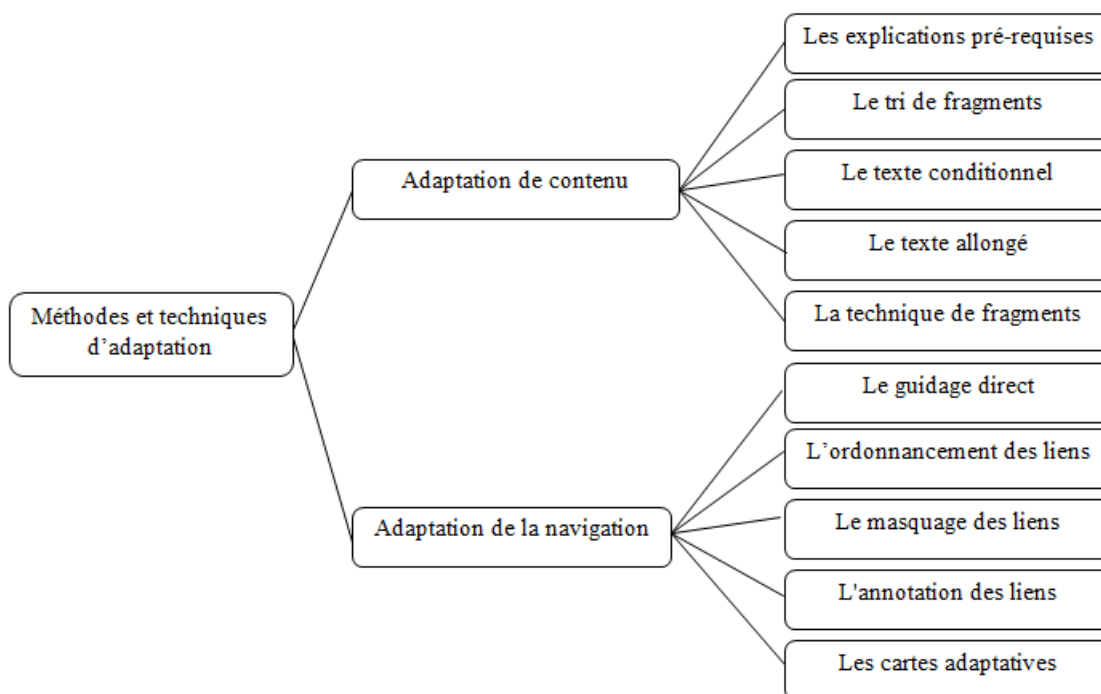 Méthodes et techniques
d’adaptation
Adaptation de contenu
Les explications pré-requises
Le tri de fragments
Le texte conditionnel
Le texte allongé
La technique de fragments
Adaptation de la navigation
Le guidage direct
L’ordonnancement des liens
Le masquage des liens
L'annotation des liens
Les cartes adaptatives